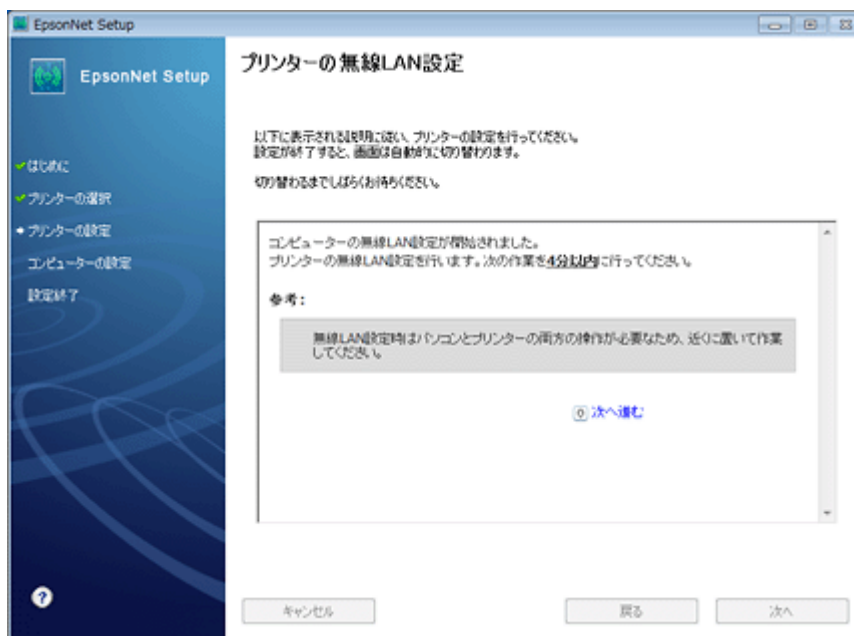 EpsonNet Setup
EpsonNet Setup
はじめに
プリンターの選択
プリンターの設定
コンピューターの設定
設定終了
プリンターの無線LAN設定
以下に表示される説明に従い、プリンターの設定を行ってください。
設定が終了すると、画面は自動的に切り替わります。
切り替わるまでしばらくお待ちください。
コンピューターの無線LAN設定が開始されました。
プリンターの無線LAN設定を行います。次の作業を4分以内に行ってください。
参考:
無線LAN設定時はパソコンとプリンターの両方の操作が必要なため、近くに置いて作業
してください。
次へ進む
キャンセル
戻る
次へ